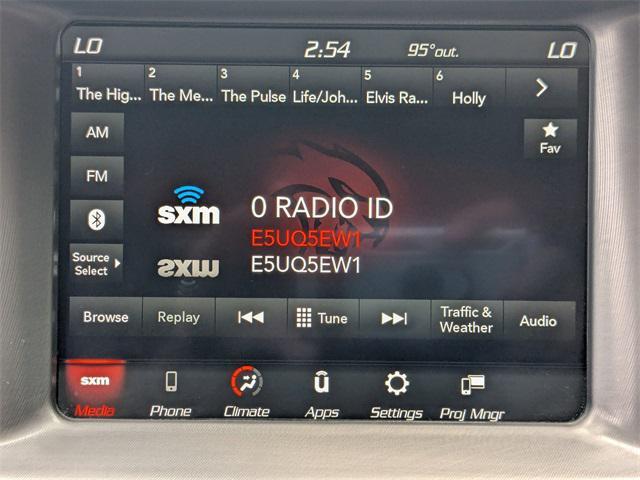 LO 2:54 95°out. LO
1 2 3 4 5 6
The Hig... The Me... The Pulse Life/Joh... Elvis Ra... Holly
AM
Fav
FM
sxm 0 RADIO ID
E5UQ5EW1
Source Select
sxm E5UQ5EW1
Browse Replay Tune Traffic & Weather Audio
sxm
Media Phone Climate Apps Settings Proj Mngr